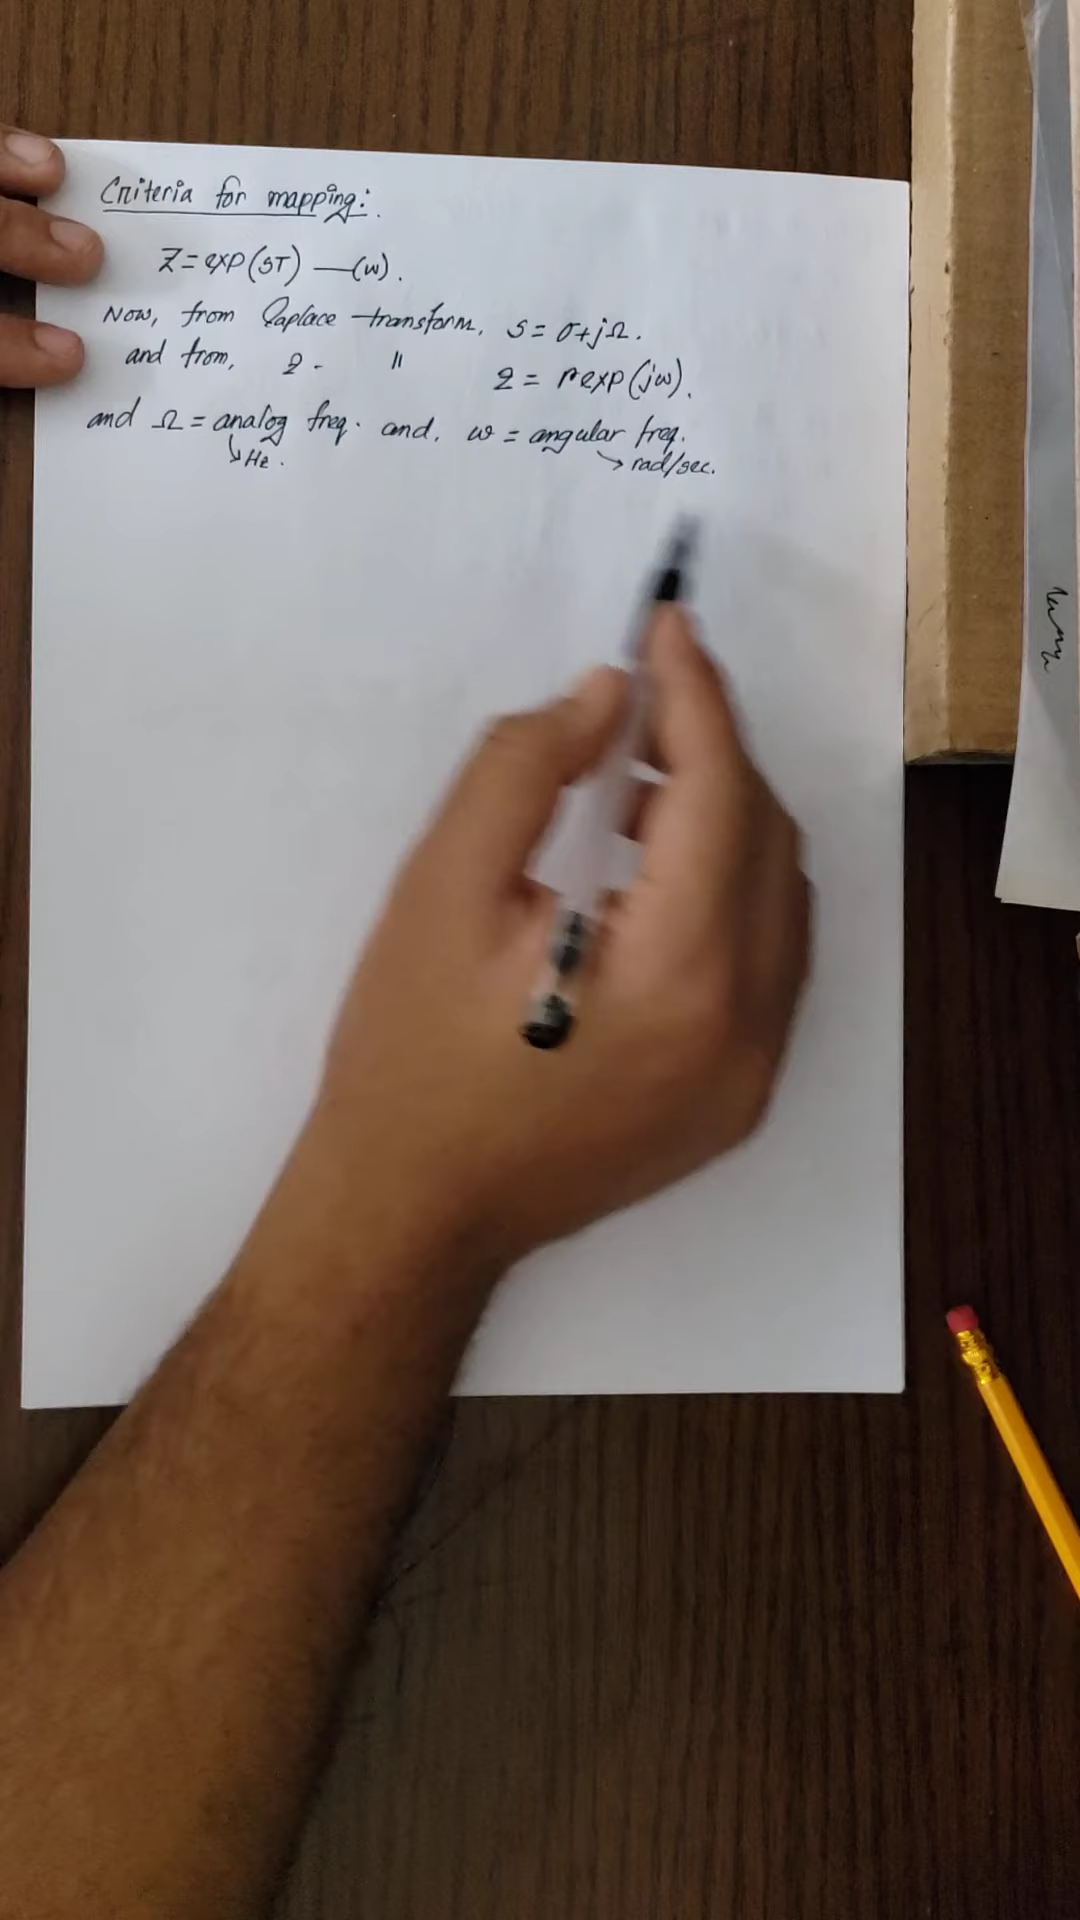 Criteria for mapping:.
Z = exp(ST) —(w).
Now, from Laplace transform, s = σ+jΩ.
and from, z - " z = r exp(jω).
and Ω = analog freq. and, ω = angular freq.
↳Hz. → rad/sec.